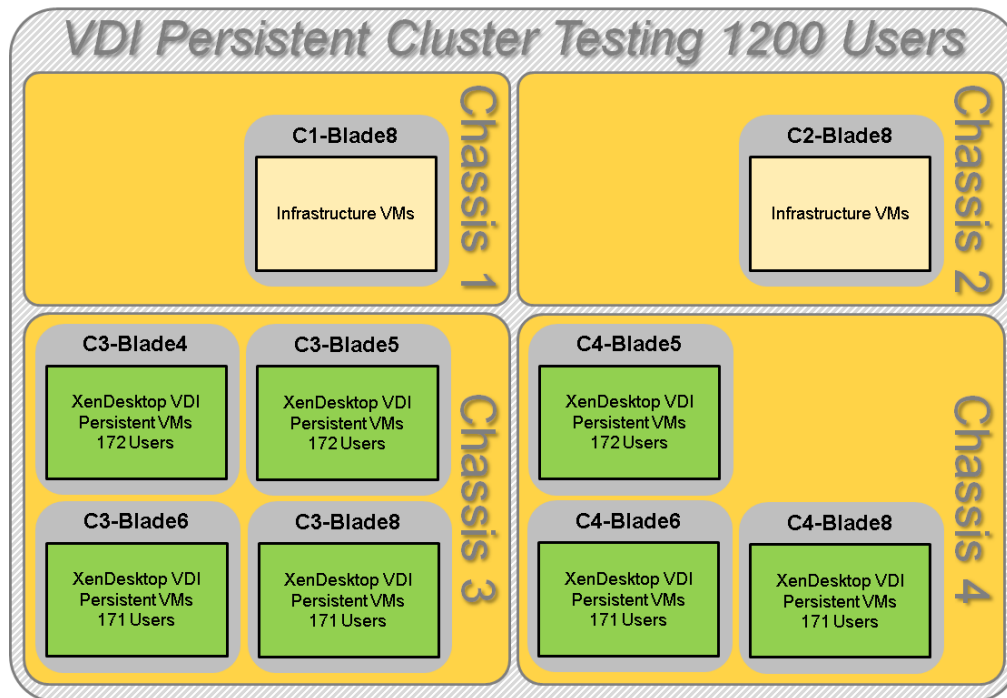 VDI Persistent Cluster Testing 1200 Users
C1-Blade8
Infrastructure VMs
Chassis 1
C2-Blade8
Infrastructure VMs
Chassis 2
C3-Blade4
XenDesktop VDI
Persistent VMs
172 Users
C3-Blade5
XenDesktop VDI
Persistent VMs
172 Users
C3-Blade6
XenDesktop VDI
Persistent VMs
171 Users
C3-Blade8
XenDesktop VDI
Persistent VMs
171 Users
Chassis 3
C4-Blade5
XenDesktop VDI
Persistent VMs
172 Users
C4-Blade6
XenDesktop VDI
Persistent VMs
171 Users
C4-Blade8
XenDesktop VDI
Persistent VMs
171 Users
Chassis 4